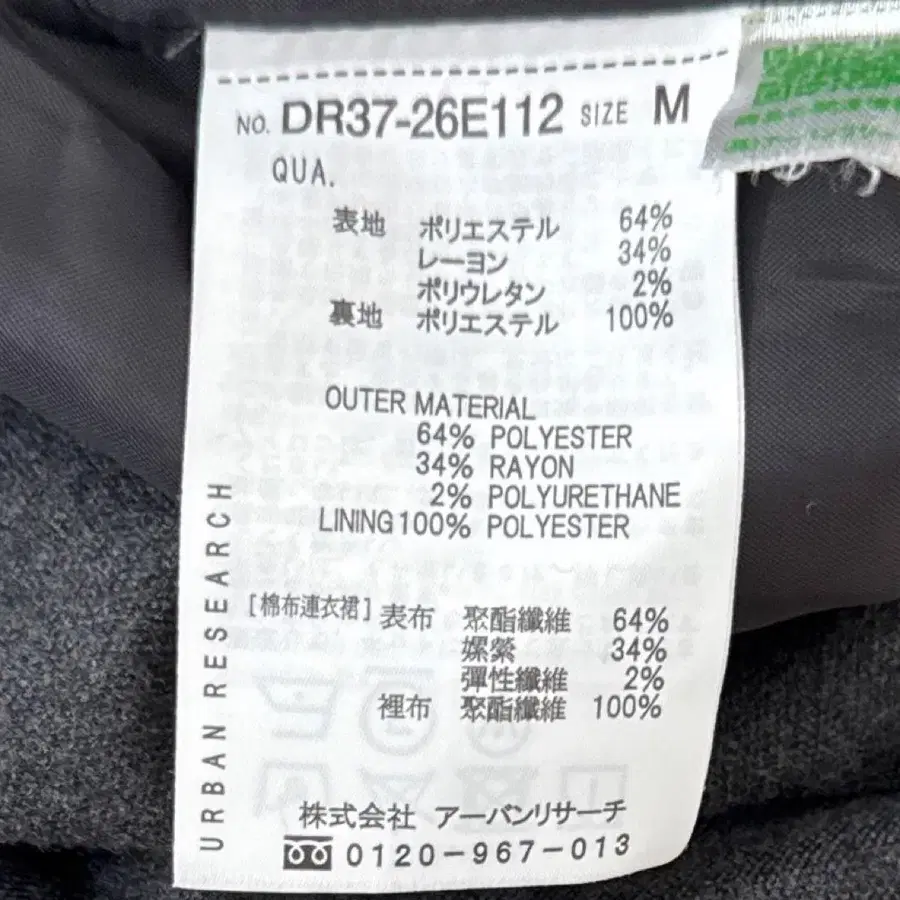 NO. DR37-26E112 SIZE M
QUA.
表地 ポリエステル 64%
レーヨン 34%
ポリウレタン 2%
裏地 ポリエステル 100%
OUTER MATERIAL
64% POLYESTER
34% RAYON
2% POLYURETHANE
LINING 100% POLYESTER
[棉布連衣裙] 表布 聚酯纖維 64%
嫘縈 34%
彈性纖維 2%
裡布 聚酯纖維 100%
URBAN RESEARCH
株式会社 アーバンリサーチ
0120-967-013